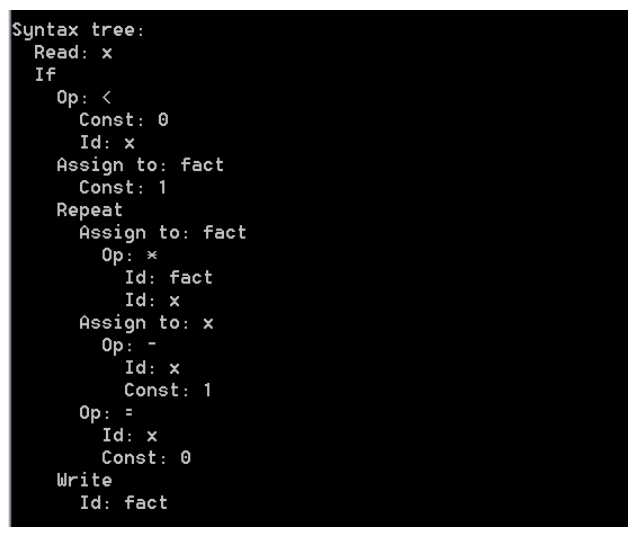 Syntax tree:
  Read: x
  If
    Op: <
      Const: 0
      Id: x
    Assign to: fact
      Const: 1
    Repeat
      Assign to: fact
        Op: *
          Id: fact
          Id: x
      Assign to: x
        Op: -
          Id: x
          Const: 1
      Op: =
        Id: x
        Const: 0
    Write
      Id: fact